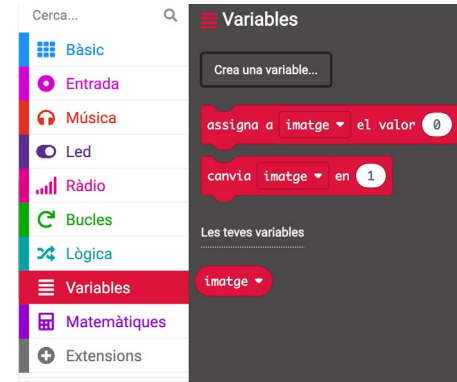 Cerca...
Bàsic
Entrada
Música
Led
Ràdio
Bucles
Lògica
Variables
Matemàtiques
Extensions
Variables
Crea una variable...
assigna a imatge el valor 0
canvia imatge en 1
Les teves variables
imatge